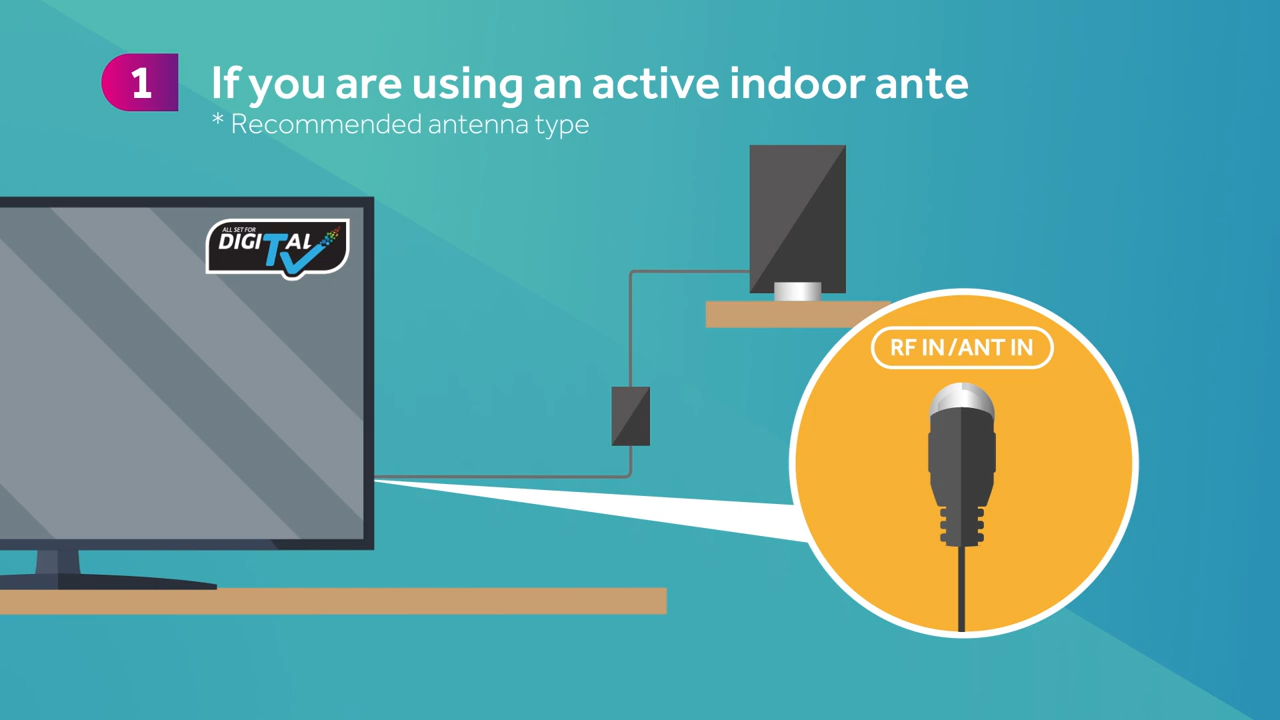 1
If you are using an active indoor ante
* Recommended antenna type
ALL SET FOR
DIGITAL
TV
RF IN/ANT IN